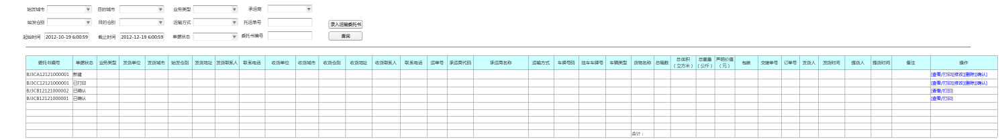 始发城市 目的城市 业务类型 承运商
始发仓别 目的仓别 运输方式 托运单号 录入运输委托书
起始时间 2012-10-19 6:00:59 截止时间 2012-12-19 6:00:59 单据状态 委托书编号 查询
委托书编号 单据状态 业务类型 发货单位 发货城市 始发仓别 发货地址 发货联系人 联系电话 收货单位 收货城市 收货仓别 收货地址 收货联系人 联系电话 运单号 承运商代码 承运商名称 运输方式 车牌号码 挂车车牌号 车辆类型 货物名称 总箱数 总体积（立方米） 总重量（公斤） 声明价值（元） 包装 交接单号 订单号 发货人 发货时间 提货人 提货时间 备注 操作
BJ3CA12121000001 新建 [查看/打印][修改][删除][确认]
BJ3CC12121000001 已打印 [查看/打印][修改][删除][确认]
BJ3CB12121000002 已确认 [查看/打印]
BJ3CB12121000001 已确认 [查看/打印]
合计：